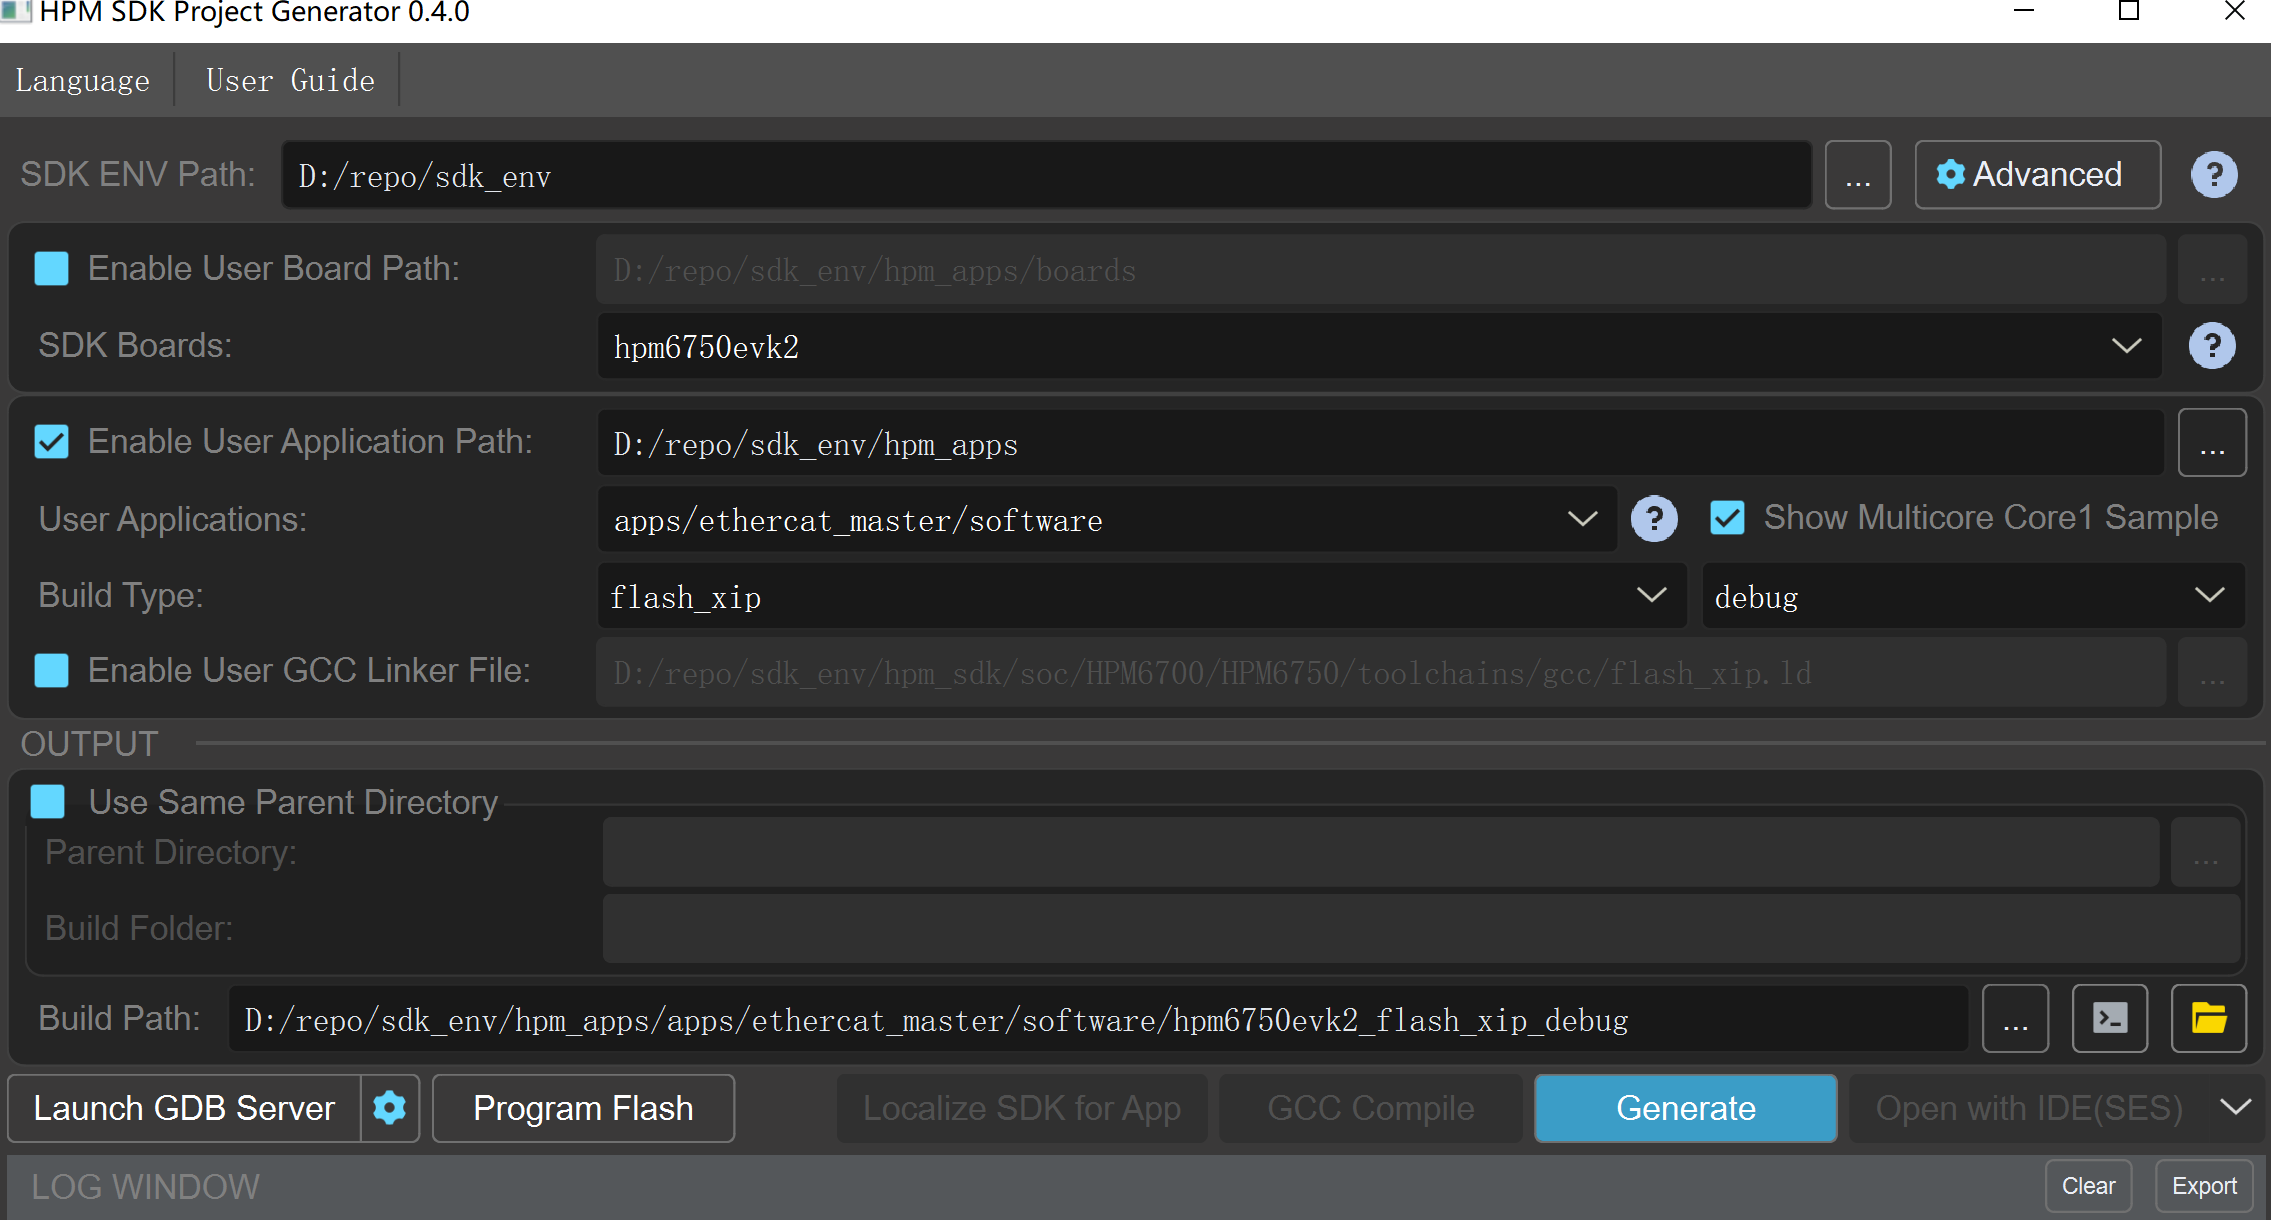 HPM SDK Project Generator 0.4.0
Language User Guide
SDK ENV Path: D:/repo/sdk_env ... Advanced ?
Enable User Board Path: D:/repo/sdk_env/hpm_apps/boards ...
SDK Boards: hpm6750evk2 ?
Enable User Application Path: D:/repo/sdk_env/hpm_apps ...
User Applications: apps/ethercat_master/software ? Show Multicore Core1 Sample
Build Type: flash_xip debug
Enable User GCC Linker File: D:/repo/sdk_env/hpm_sdk/soc/HPM6700/HPM6750/toolchains/gcc/flash_xip.ld ...
OUTPUT
Use Same Parent Directory
Parent Directory: ...
Build Folder:
Build Path: D:/repo/sdk_env/hpm_apps/apps/ethercat_master/software/hpm6750evk2_flash_xip_debug ...
Launch GDB Server Program Flash Localize SDK for App GCC Compile Generate Open with IDE(SES)
LOG WINDOW Clear Export